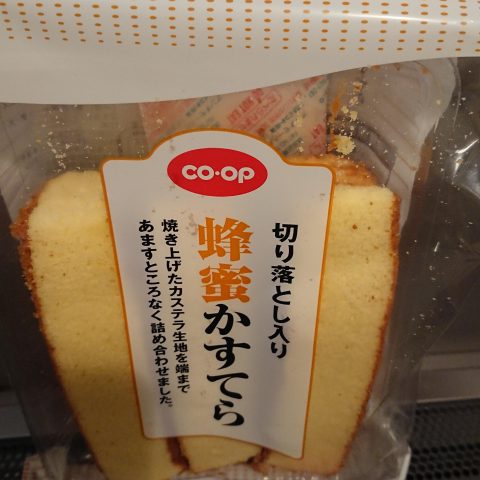 CO·OP
切り落とし入り
蜂蜜かすてら
焼き上げたカステラ生地を端まで
あますところなく詰め合わせました。